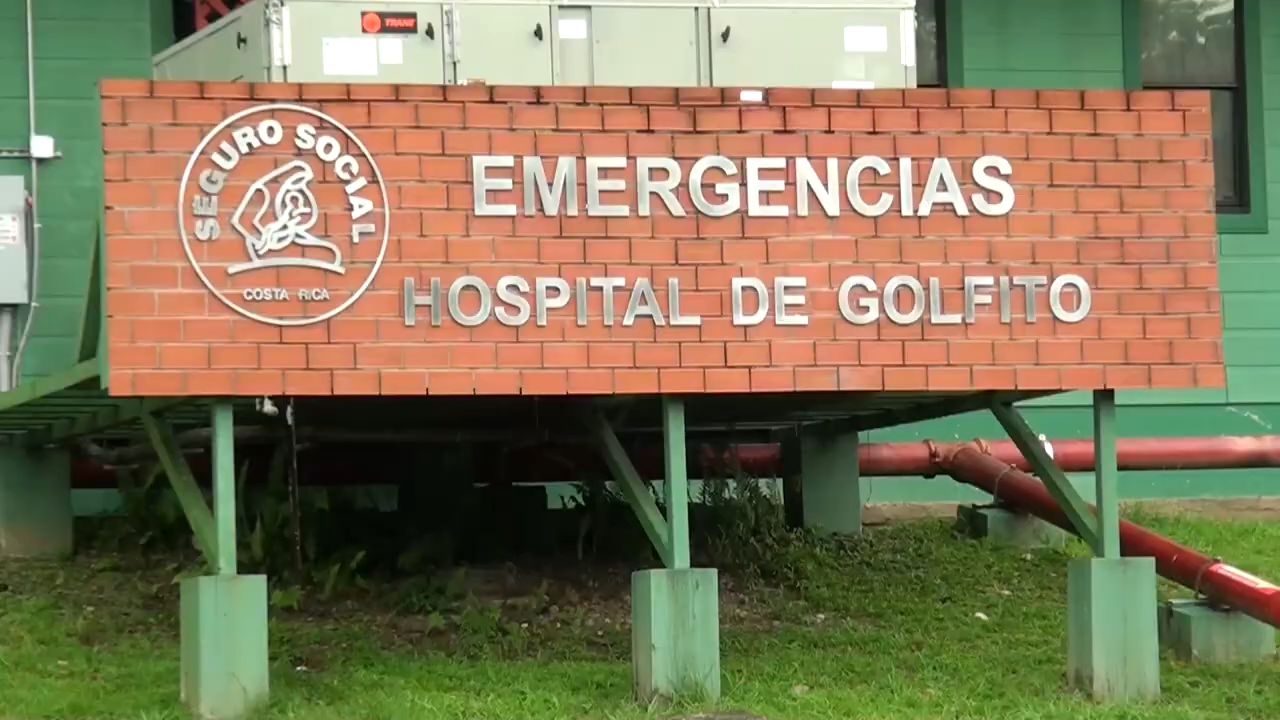 TRANE
SEGURO SOCIAL
COSTA RICA
EMERGENCIAS
HOSPITAL DE GOLFITO